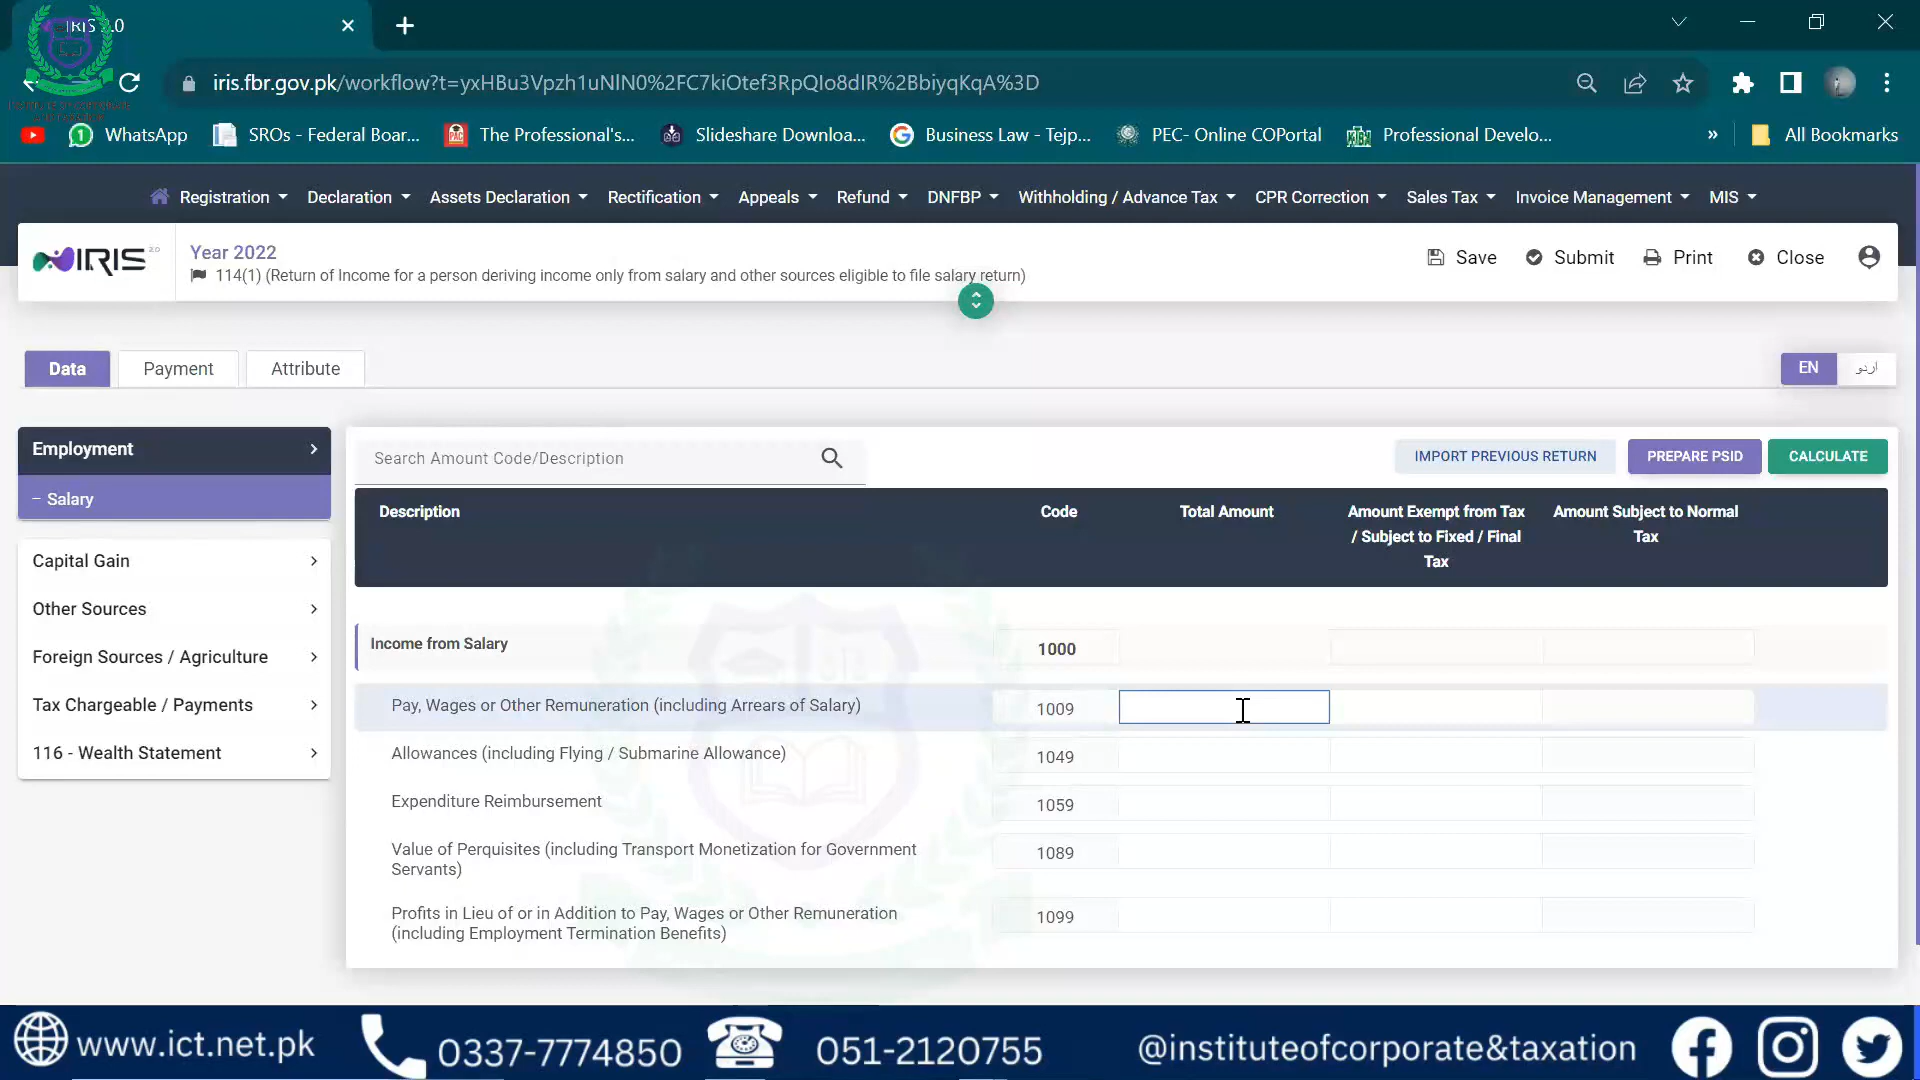 IRIS 2.0
iris.fbr.gov.pk/workflow?t=yxHBu3Vpzh1uNlN0%2FC7kiOtef3RpQIo8dIR%2BbiyqKqA%3D
WhatsApp
SROs - Federal Boar...
The Professional's...
Slideshare Downloa...
Business Law - Tejp...
PEC- Online COPortal
Professional Develo...
»
All Bookmarks
Registration
Declaration
Assets Declaration
Rectification
Appeals
Refund
DNFBP
Withholding / Advance Tax
CPR Correction
Sales Tax
Invoice Management
MIS
IRIS 2.0
Year 2022
114(1) (Return of Income for a person deriving income only from salary and other sources eligible to file salary return)
Save
Submit
Print
Close
Data
Payment
Attribute
EN
اردو
Employment
– Salary
Capital Gain
Other Sources
Foreign Sources / Agriculture
Tax Chargeable / Payments
116 - Wealth Statement
Search Amount Code/Description
IMPORT PREVIOUS RETURN
PREPARE PSID
CALCULATE
Description
Code
Total Amount
Amount Exempt from Tax
/ Subject to Fixed / Final
Tax
Amount Subject to Normal
Tax
Income from Salary
1000
Pay, Wages or Other Remuneration (including Arrears of Salary)
1009
Allowances (including Flying / Submarine Allowance)
1049
Expenditure Reimbursement
1059
Value of Perquisites (including Transport Monetization for Government
Servants)
1089
Profits in Lieu of or in Addition to Pay, Wages or Other Remuneration
(including Employment Termination Benefits)
1099
www.ict.net.pk
0337-7774850
051-2120755
@instituteofcorporate&taxation